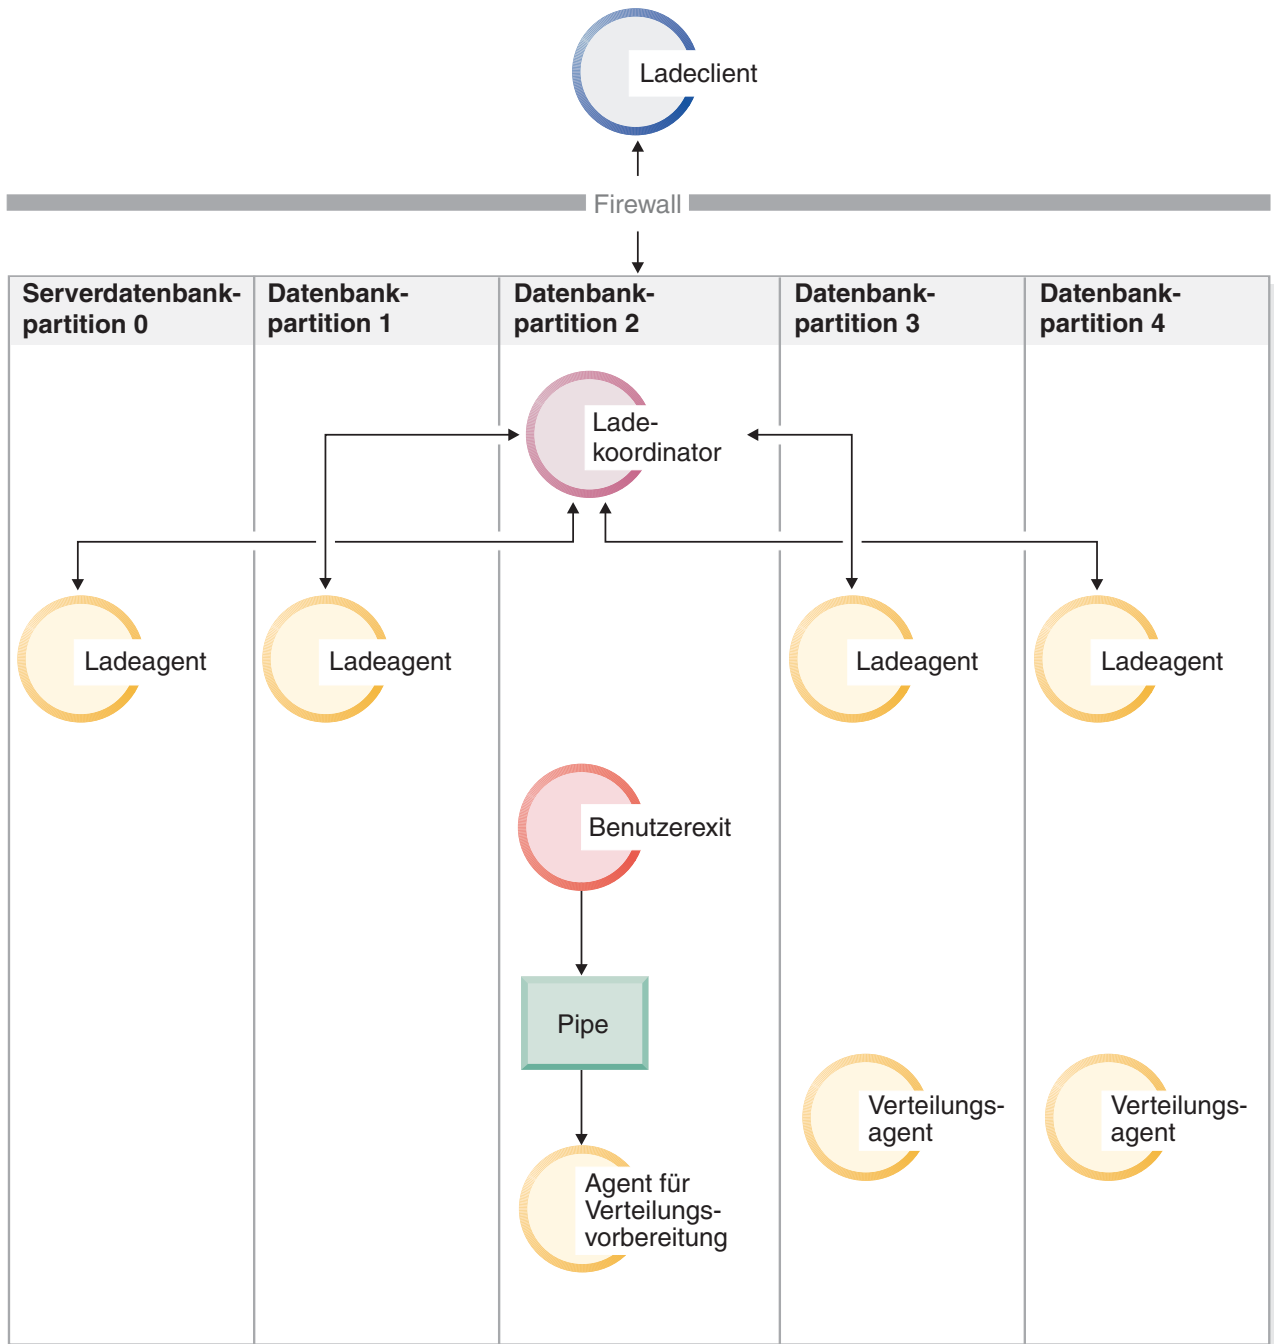 Ladeclient
Firewall
Serverdatenbank-
partition 0
Datenbank-
partition 1
Datenbank-
partition 2
Datenbank-
partition 3
Datenbank-
partition 4
Lade-
koordinator
Ladeagent
Ladeagent
Ladeagent
Ladeagent
Benutzerexit
Pipe
Verteilungs-
agent
Verteilungs-
agent
Agent für
Verteilungs-
vorbereitung